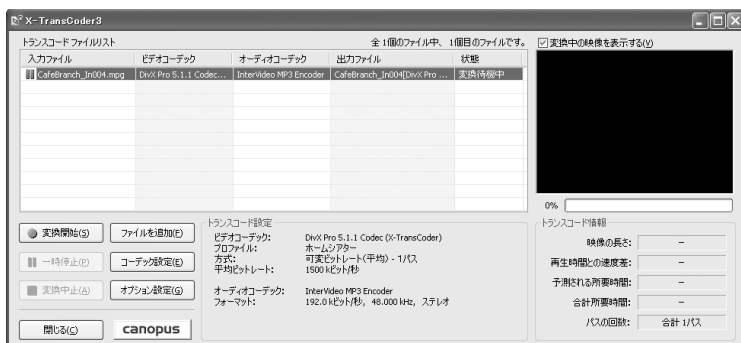 X-TransCoder3
トランスコードファイルリスト
全 1個のファイル中、 1個目のファイルです。
変換中の映像を表示する(V)
入力ファイル ビデオコーデック オーディオコーデック 出力ファイル 状態
CafeBranch_In004.mpg DivX Pro 5.1.1 Codec... InterVideo MP3 Encoder CafeBranch_In004[DivX Pro ... 変換待機中
0%
変換開始(S) ファイルを追加(F)
一時停止(P) コーデック設定(E)
変換中止(A) オプション設定(G)
閉じる(C) canopus
トランスコード設定
ビデオコーデック: DivX Pro 5.1.1 Codec (X-TransCoder)
プロファイル: ホームシアター
方式: 可変ビットレート(平均) - 1パス
平均ビットレート: 1500 kビット/秒
オーディオコーデック: InterVideo MP3 Encoder
フォーマット: 192.0 kビット/秒, 48.000 kHz, ステレオ
トランスコード情報
映像の長さ: -
再生時間との速度差: -
予測される所要時間: -
合計所要時間: -
パスの回数: 合計 1パス